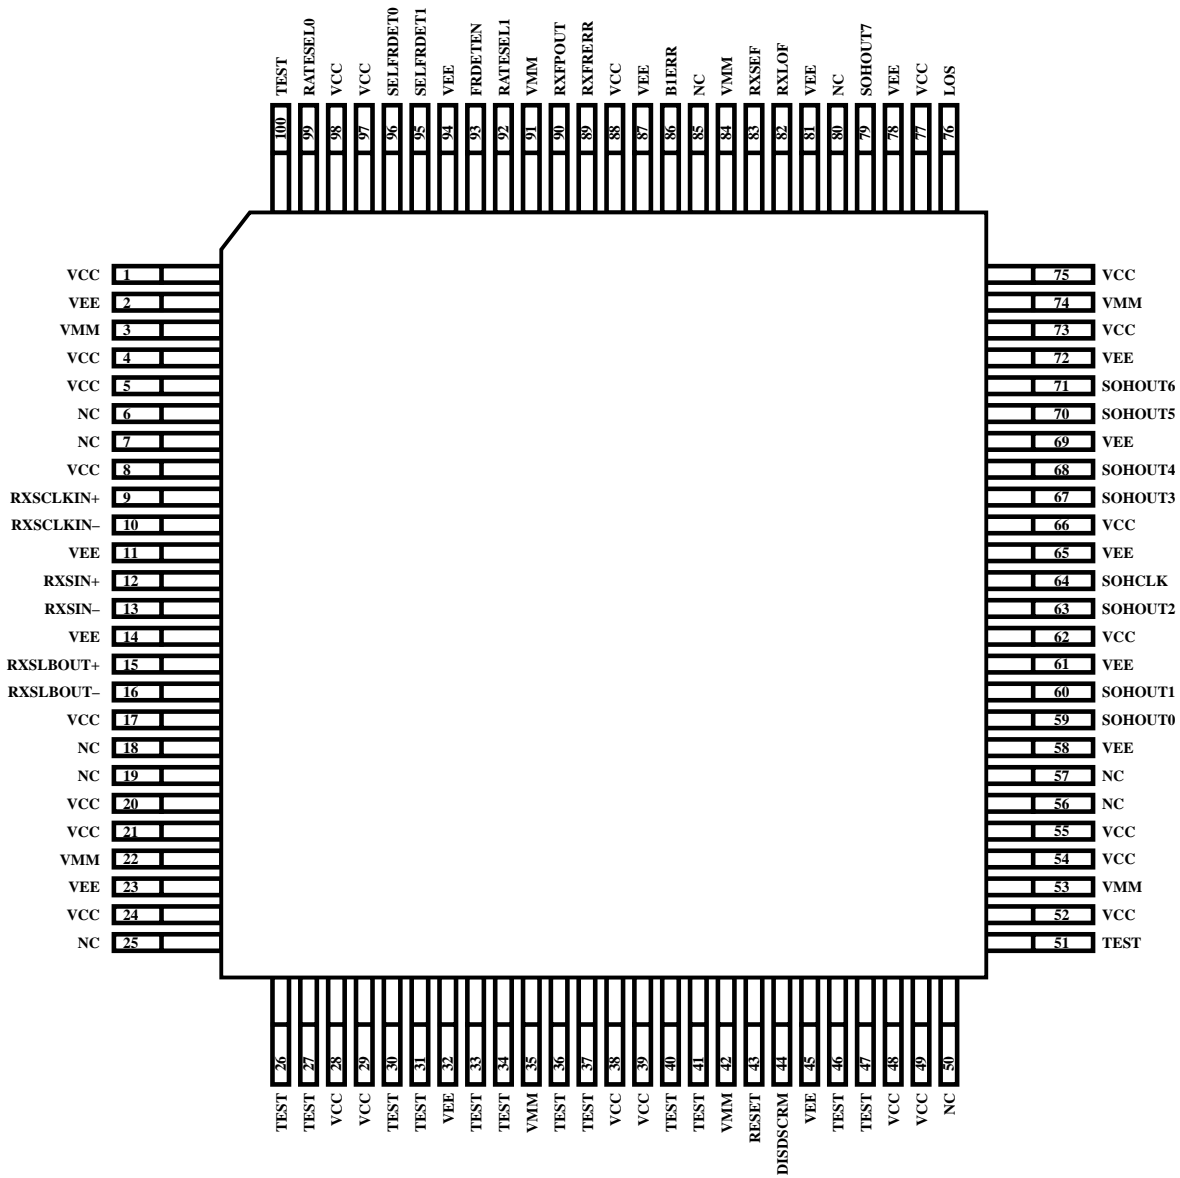 TEST 100
RATESEL0 99
VCC 98
VCC 97
SELFRDET0 96
SELFRDET1 95
VEE 94
FRDETEN 93
RATESEL1 92
VMM 91
RXFPOUT 90
RXFRERR 89
VCC 88
VEE 87
B1ERR 86
NC 85
VMM 84
RXSEF 83
RXLOF 82
VEE 81
NC 80
SOHOUT7 79
VEE 78
VCC 77
LOS 76
VCC 1
VEE 2
VMM 3
VCC 4
VCC 5
NC 6
NC 7
VCC 8
RXSCLKIN+ 9
RXSCLKIN– 10
VEE 11
RXSIN+ 12
RXSIN– 13
VEE 14
RXSLBOUT+ 15
RXSLBOUT– 16
VCC 17
NC 18
NC 19
VCC 20
VCC 21
VMM 22
VEE 23
VCC 24
NC 25
75 VCC
74 VMM
73 VCC
72 VEE
71 SOHOUT6
70 SOHOUT5
69 VEE
68 SOHOUT4
67 SOHOUT3
66 VCC
65 VEE
64 SOHCLK
63 SOHOUT2
62 VCC
61 VEE
60 SOHOUT1
59 SOHOUT0
58 VEE
57 NC
56 NC
55 VCC
54 VCC
53 VMM
52 VCC
51 TEST
26 TEST
27 TEST
28 VCC
29 VCC
30 TEST
31 TEST
32 VEE
33 TEST
34 TEST
35 VMM
36 TEST
37 TEST
38 VCC
39 VCC
40 TEST
41 TEST
42 VMM
43 RESET
44 DISDSCRM
45 VEE
46 TEST
47 TEST
48 VCC
49 VCC
50 NC